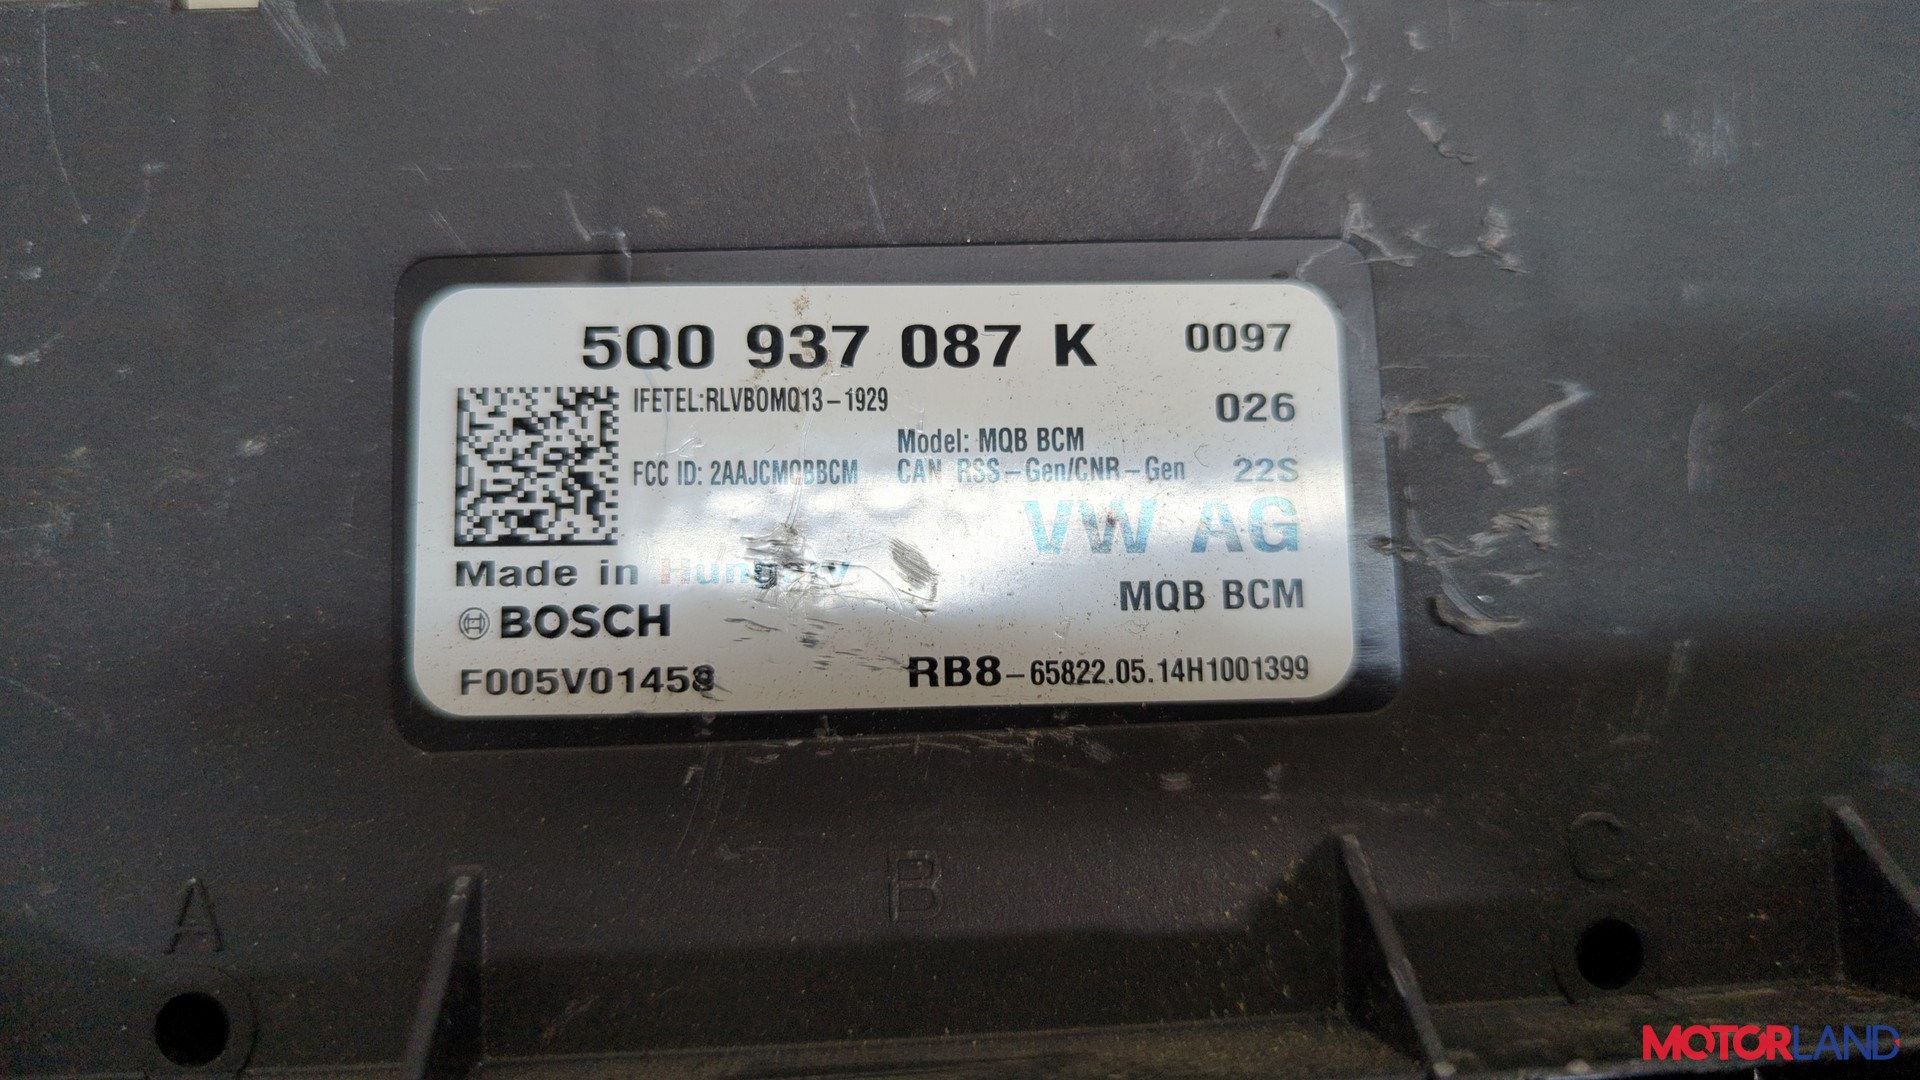 5Q0 937 087 K 0097
IFETEL:RLVBOMQ13-1929 026
Model: MQB BCM
FCC ID: 2AAJCMQBBCM CAN RSS-Gen/CNR-Gen 22S
VW AG
Made in Hungary
MQB BCM
BOSCH
F005V01458 RB8-65822.05.14H1001399
A B C
MOTORLAND